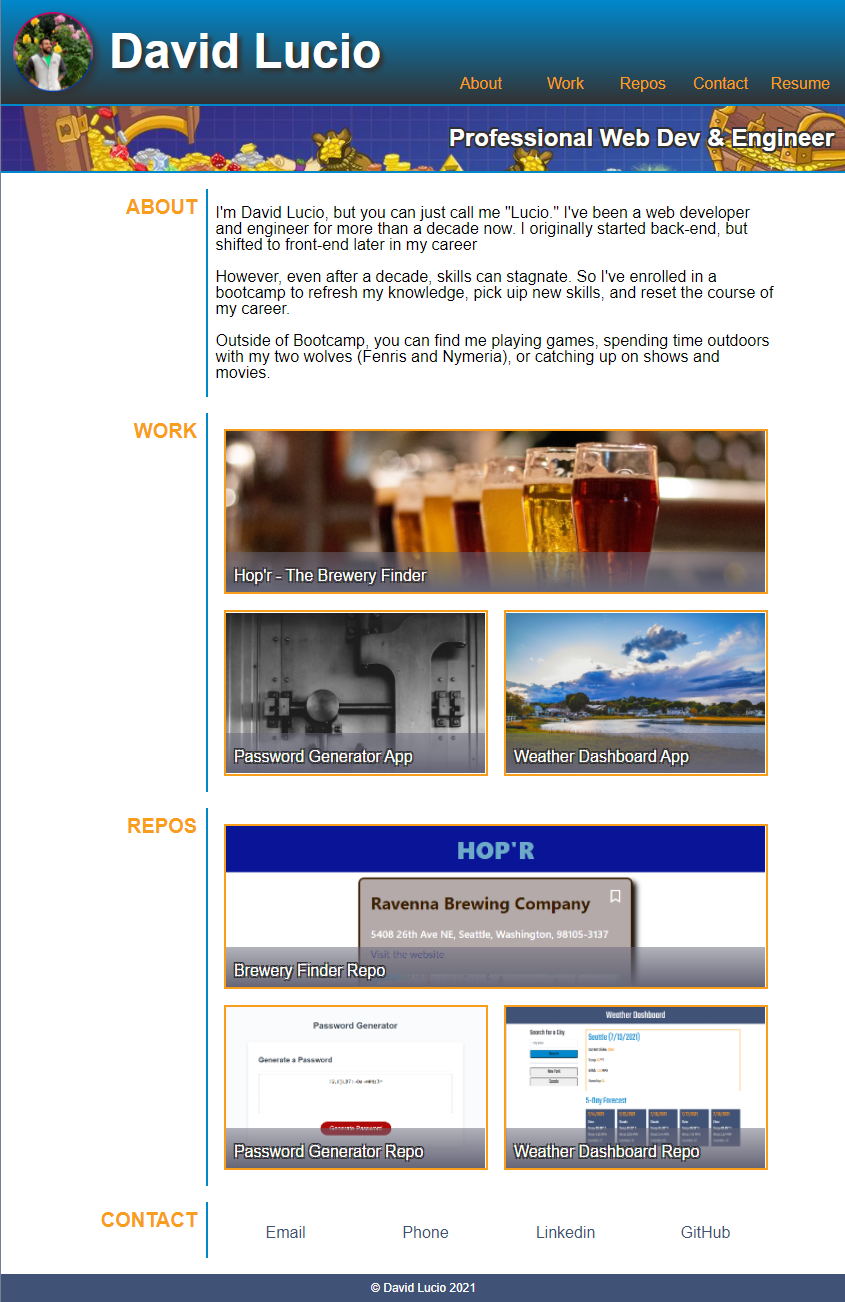 David Lucio
About Work Repos Contact Resume
Professional Web Dev & Engineer
ABOUT
I'm David Lucio, but you can just call me "Lucio." I've been a web developer
and engineer for more than a decade now. I originally started back-end, but
shifted to front-end later in my career
However, even after a decade, skills can stagnate. So I've enrolled in a
bootcamp to refresh my knowledge, pick uip new skills, and reset the course of
my career.
Outside of Bootcamp, you can find me playing games, spending time outdoors
with my two wolves (Fenris and Nymeria), or catching up on shows and
movies.
WORK
Hop'r - The Brewery Finder
Password Generator App
Weather Dashboard App
REPOS
HOP'R
Ravenna Brewing Company
5408 26th Ave NE, Seattle, Washington, 98105-3137
Visit the website
Brewery Finder Repo
Password Generator
Generate a Password
Generate Password
Password Generator Repo
Weather Dashboard
Search for a City
Seattle (7/13/2021)
New York
Seattle
5-Day Forecast
Weather Dashboard Repo
CONTACT
Email Phone Linkedin GitHub
© David Lucio 2021